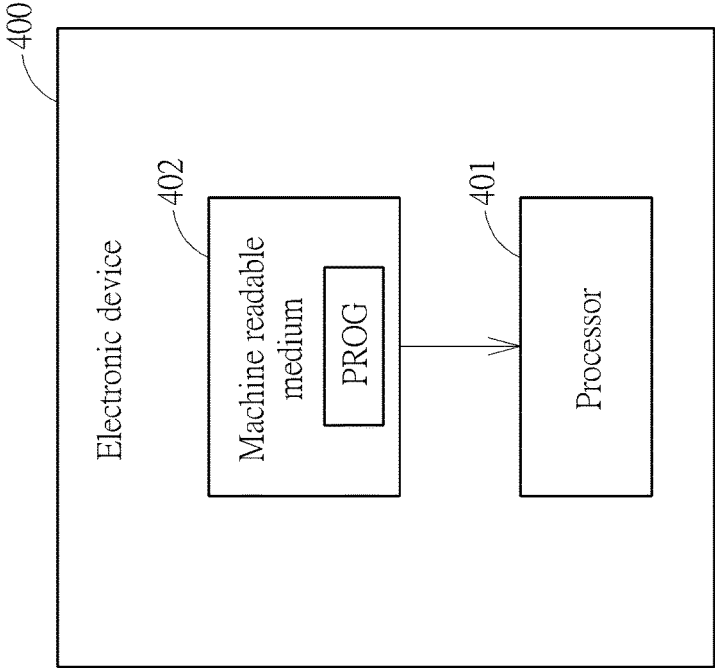 400
Electronic device
402
Machine readable
medium
PROG
401
Processor